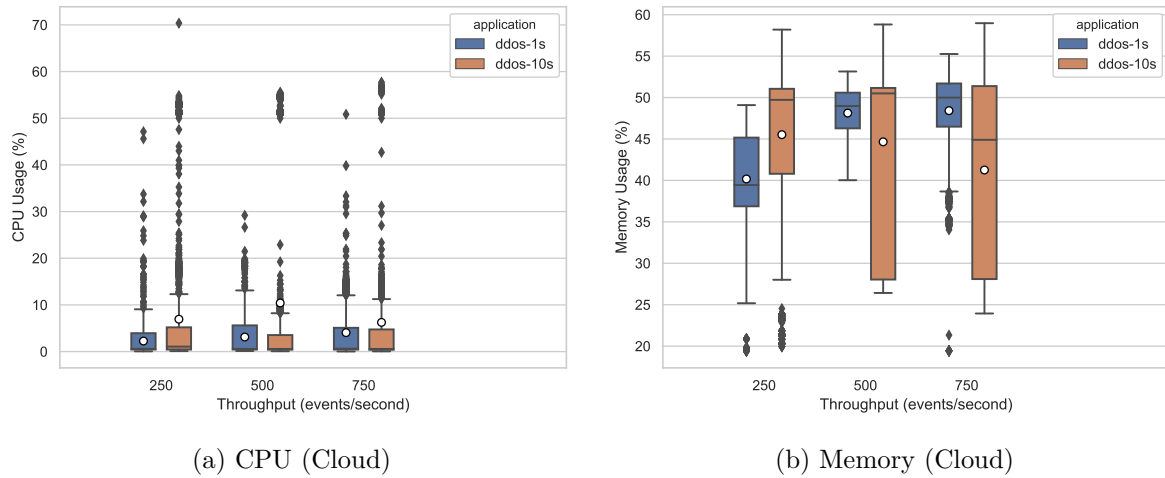 70
60
50
40
30
20
10
0
CPU Usage (%)
application
ddos-1s
ddos-10s
250 500 750
Throughput (events/second)
(a) CPU (Cloud)
60
55
50
45
40
35
30
25
20
Memory Usage (%)
application
ddos-1s
ddos-10s
250 500 750
Throughput (events/second)
(b) Memory (Cloud)